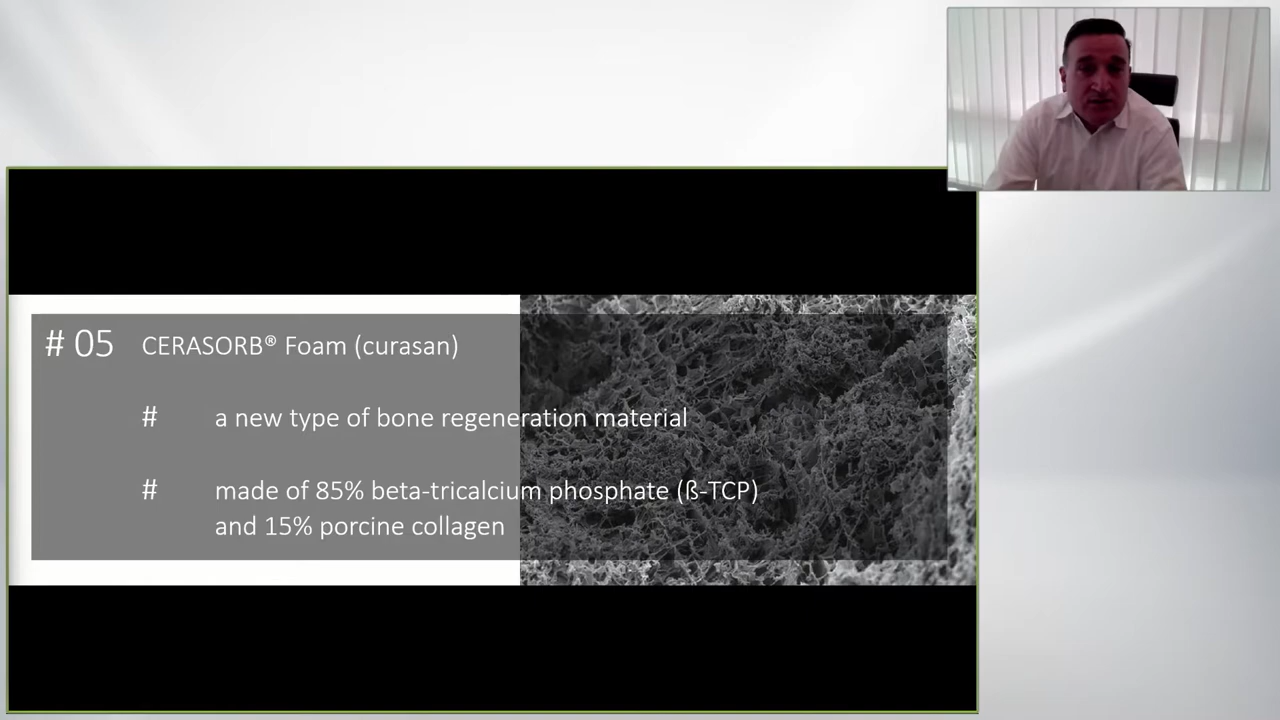 # 05 CERASORB® Foam (curasan)
# a new type of bone regeneration material
# made of 85% beta-tricalcium phosphate (ß-TCP)
and 15% porcine collagen